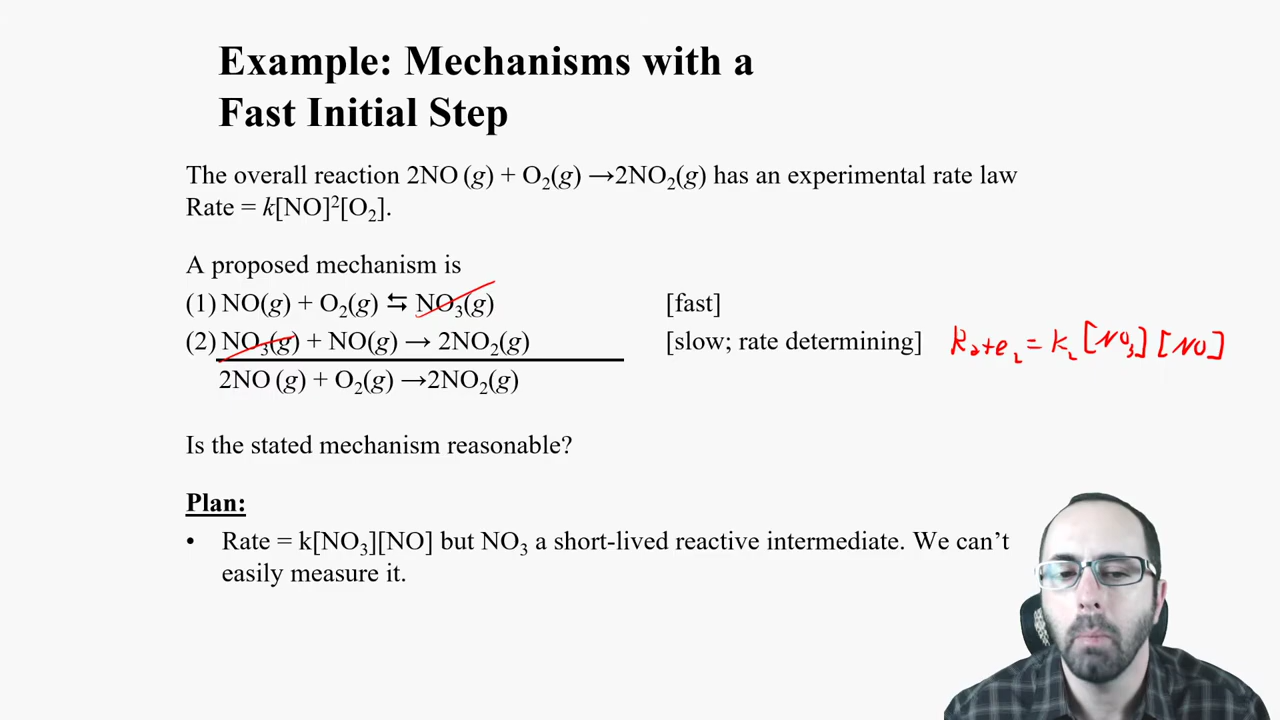 Example: Mechanisms with a
Fast Initial Step
The overall reaction 2NO (g) + O₂(g) →2NO₂(g) has an experimental rate law
Rate = k[NO]²[O₂].
A proposed mechanism is
(1) NO(g) + O₂(g) ⇆ NO₃(g) [fast]
(2) NO₃(g) + NO(g) → 2NO₂(g) [slow; rate determining] Rate₂ = k₂ [NO₃] [NO]
2NO (g) + O₂(g) →2NO₂(g)
Is the stated mechanism reasonable?
Plan:
• Rate = k[NO₃][NO] but NO₃ a short-lived reactive intermediate. We can’t
easily measure it.